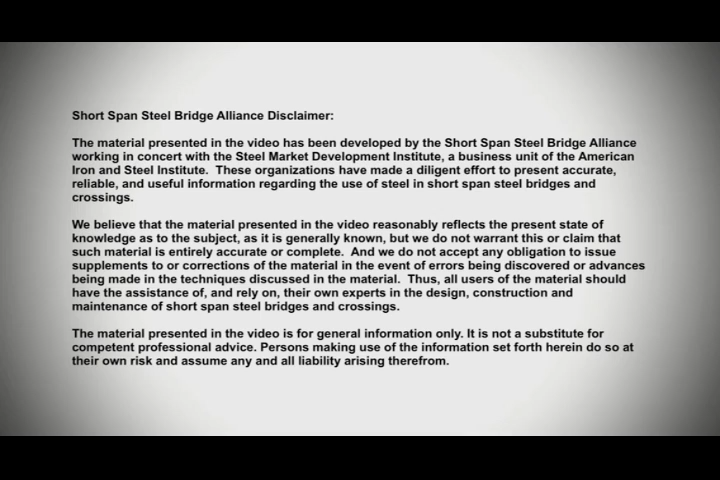 Short Span Steel Bridge Alliance Disclaimer:
The material presented in the video has been developed by the Short Span Steel Bridge Alliance
working in concert with the Steel Market Development Institute, a business unit of the American
Iron and Steel Institute.  These organizations have made a diligent effort to present accurate,
reliable, and useful information regarding the use of steel in short span steel bridges and
crossings.
We believe that the material presented in the video reasonably reflects the present state of
knowledge as to the subject, as it is generally known, but we do not warrant this or claim that
such material is entirely accurate or complete.  And we do not accept any obligation to issue
supplements to or corrections of the material in the event of errors being discovered or advances
being made in the techniques discussed in the material.  Thus, all users of the material should
have the assistance of, and rely on, their own experts in the design, construction and
maintenance of short span steel bridges and crossings.
The material presented in the video is for general information only. It is not a substitute for
competent professional advice. Persons making use of the information set forth herein do so at
their own risk and assume any and all liability arising therefrom.